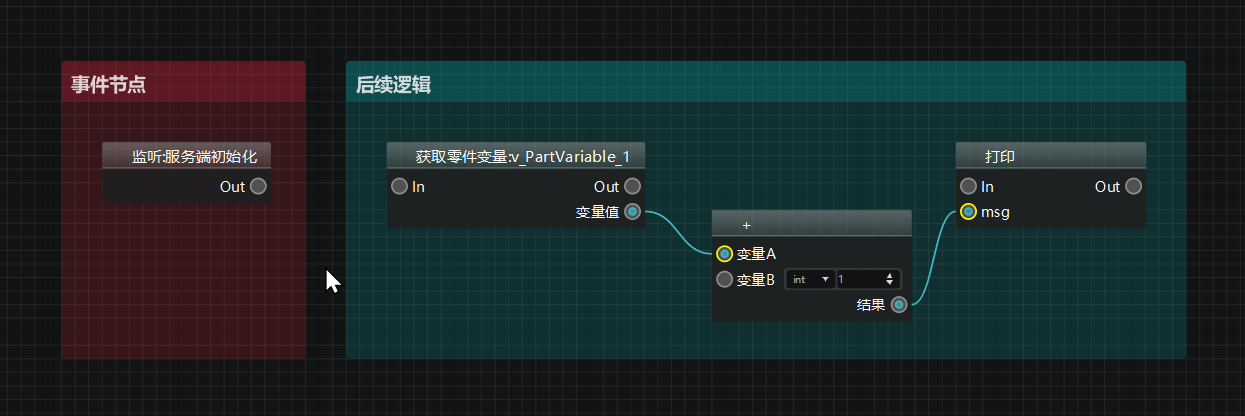 事件节点
后续逻辑
监听:服务端初始化
Out
获取零件变量:v_PartVariable_1
In
Out
变量值
+
变量A
变量B
int
1
结果
打印
In
Out
msg